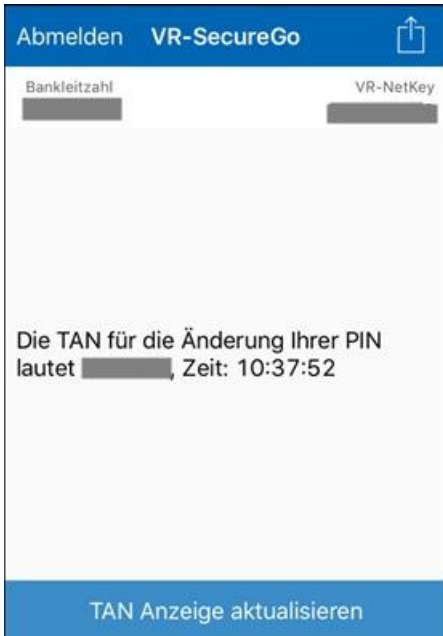 Abmelden VR-SecureGo
Bankleitzahl VR-NetKey
Die TAN für die Änderung Ihrer PIN
lautet , Zeit: 10:37:52
TAN Anzeige aktualisieren